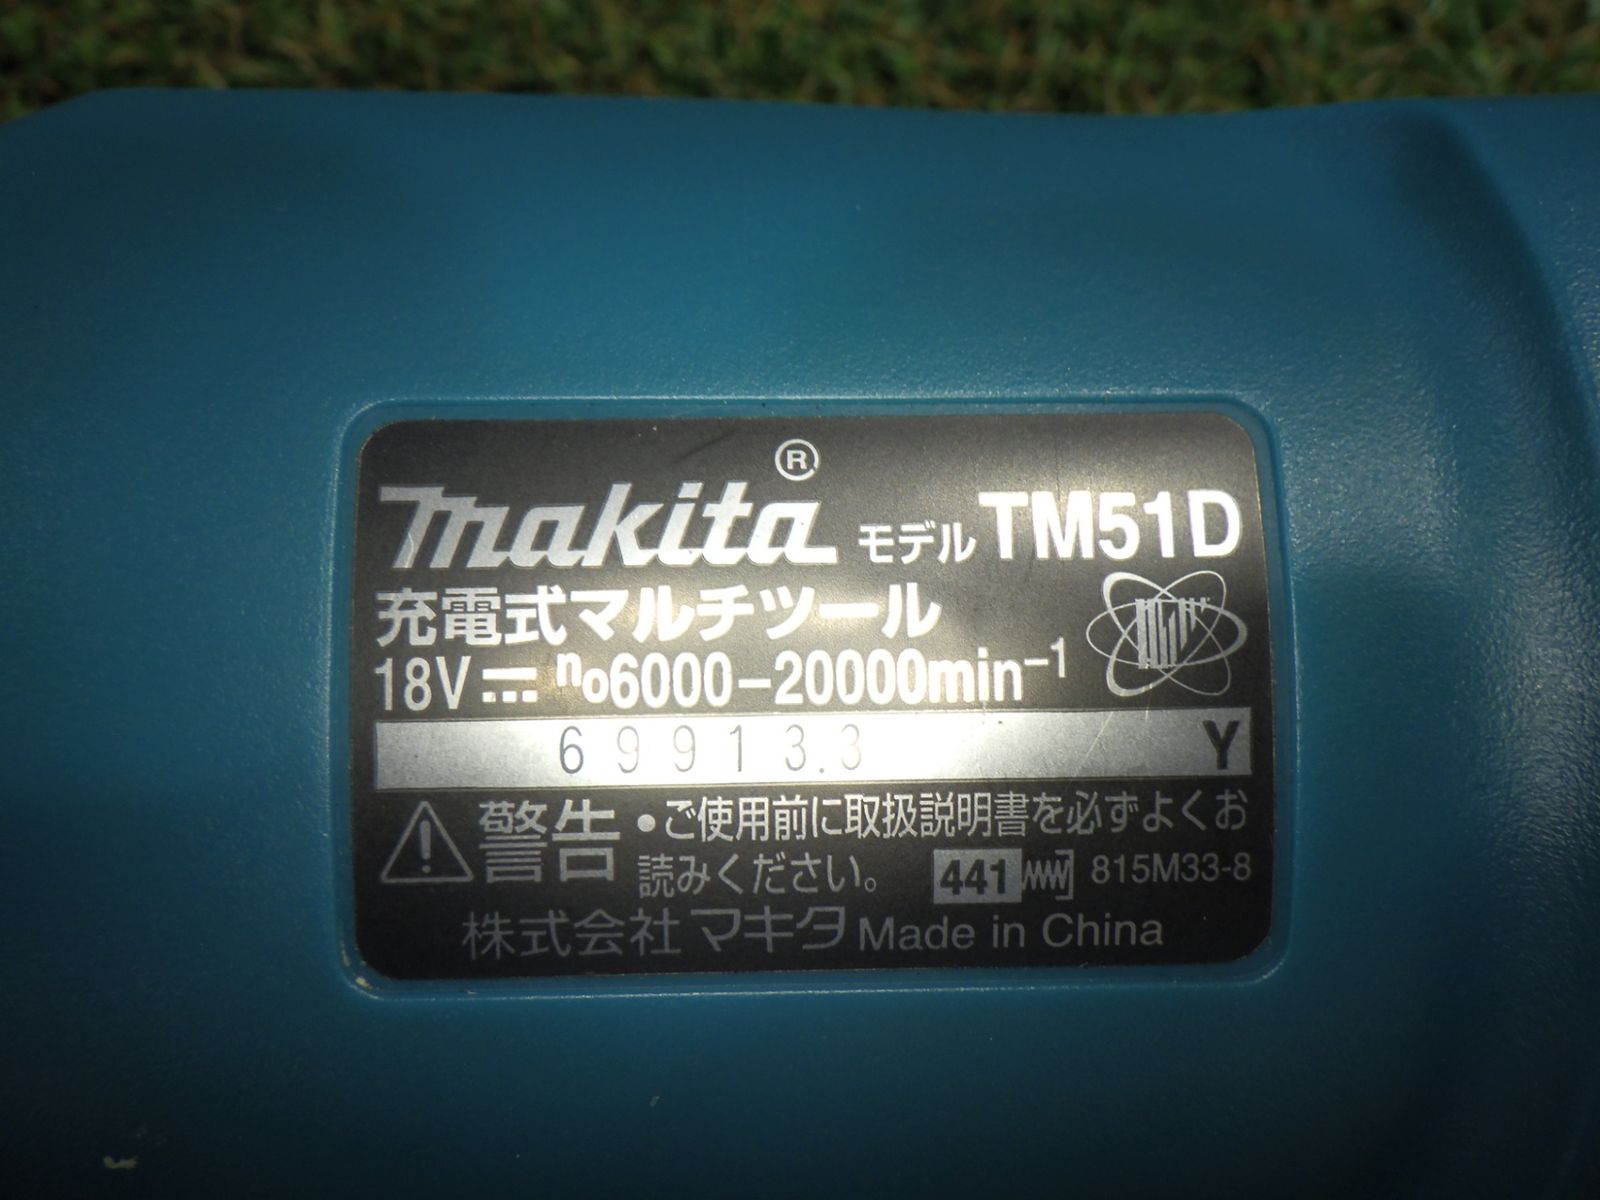 makita® モデル TM51D
充電式マルチツール
18V⎓ no6000-20000min⁻¹
699133 Y
警告 •ご使用前に取扱説明書を必ずよくお
読みください。 441 815M33-8
株式会社マキタ Made in China